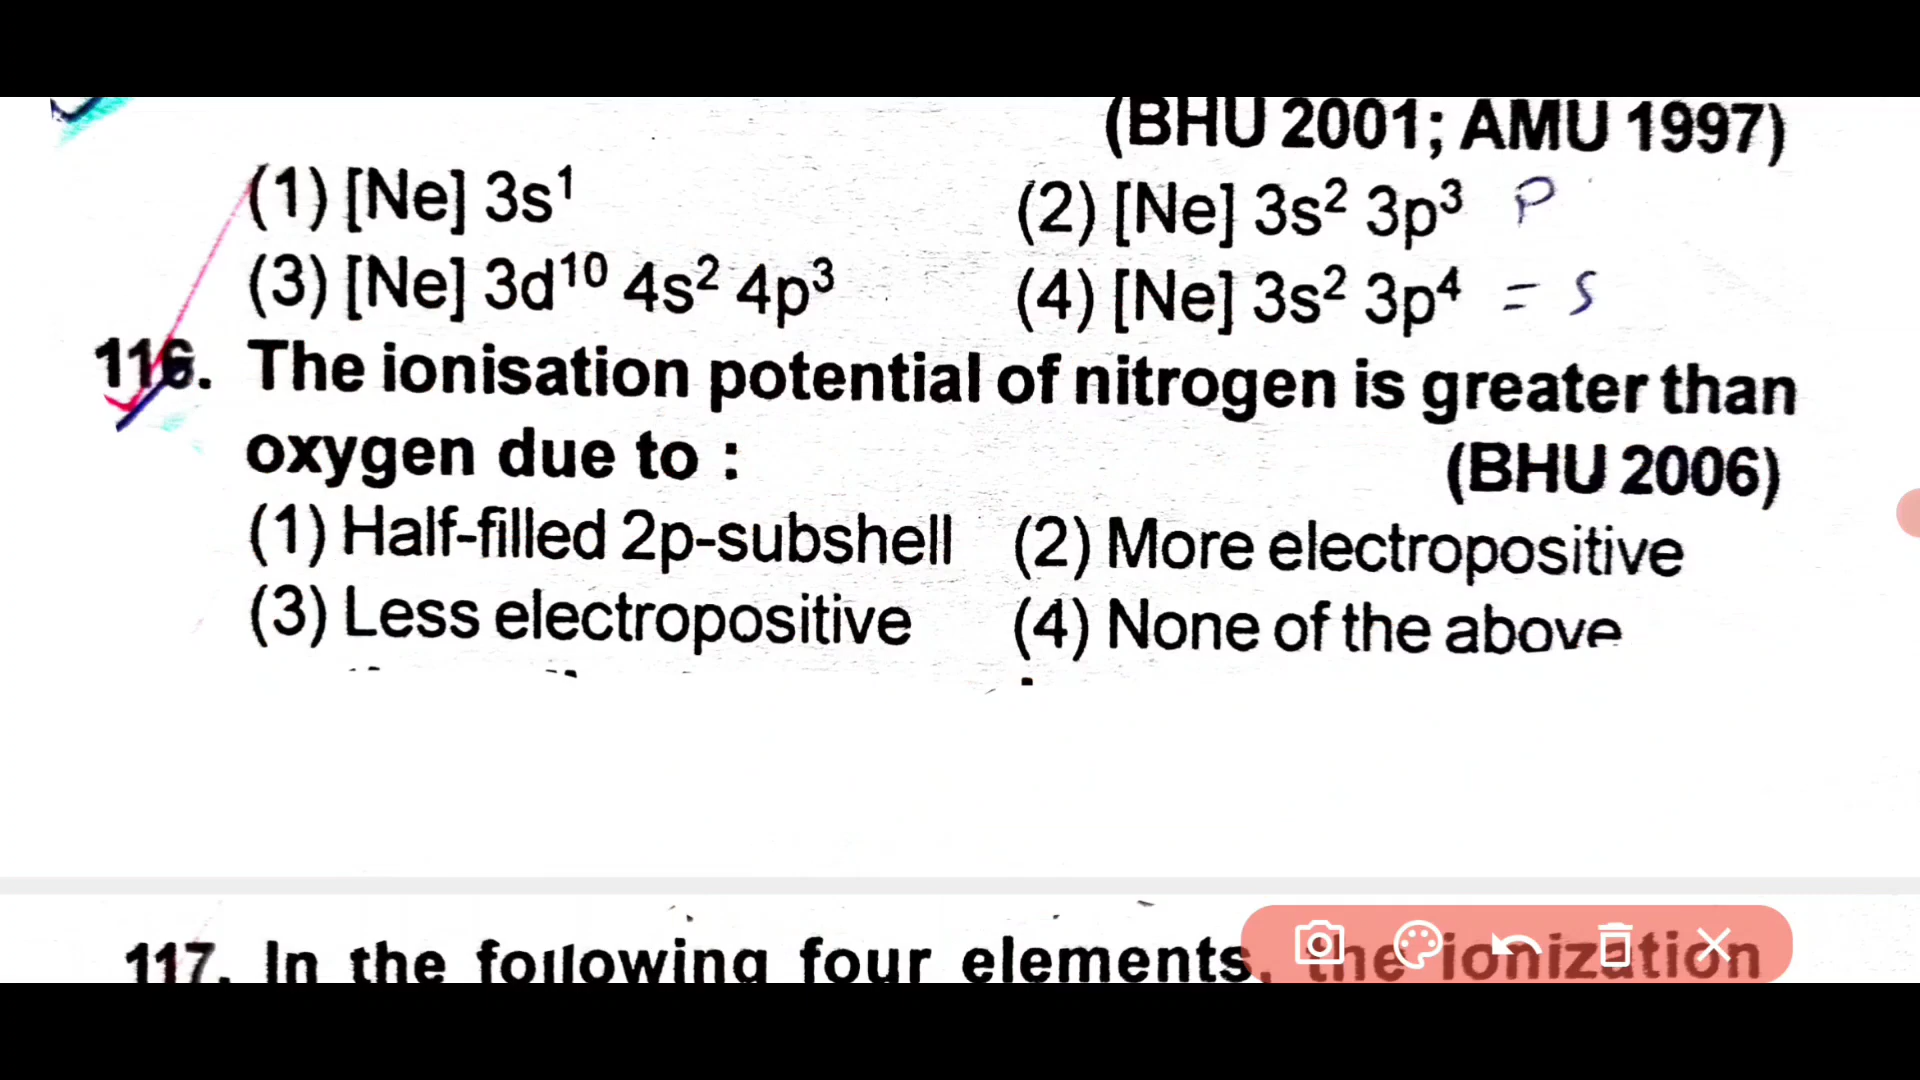 (BHU 2001; AMU 1997)
(1) [Ne] 3s¹ (2) [Ne] 3s² 3p³ P
(3) [Ne] 3d¹⁰ 4s² 4p³ (4) [Ne] 3s² 3p⁴ = S
116. The ionisation potential of nitrogen is greater than
oxygen due to : (BHU 2006)
(1) Half-filled 2p-subshell (2) More electropositive
(3) Less electropositive (4) None of the above
117. In the following four elements, the ionization